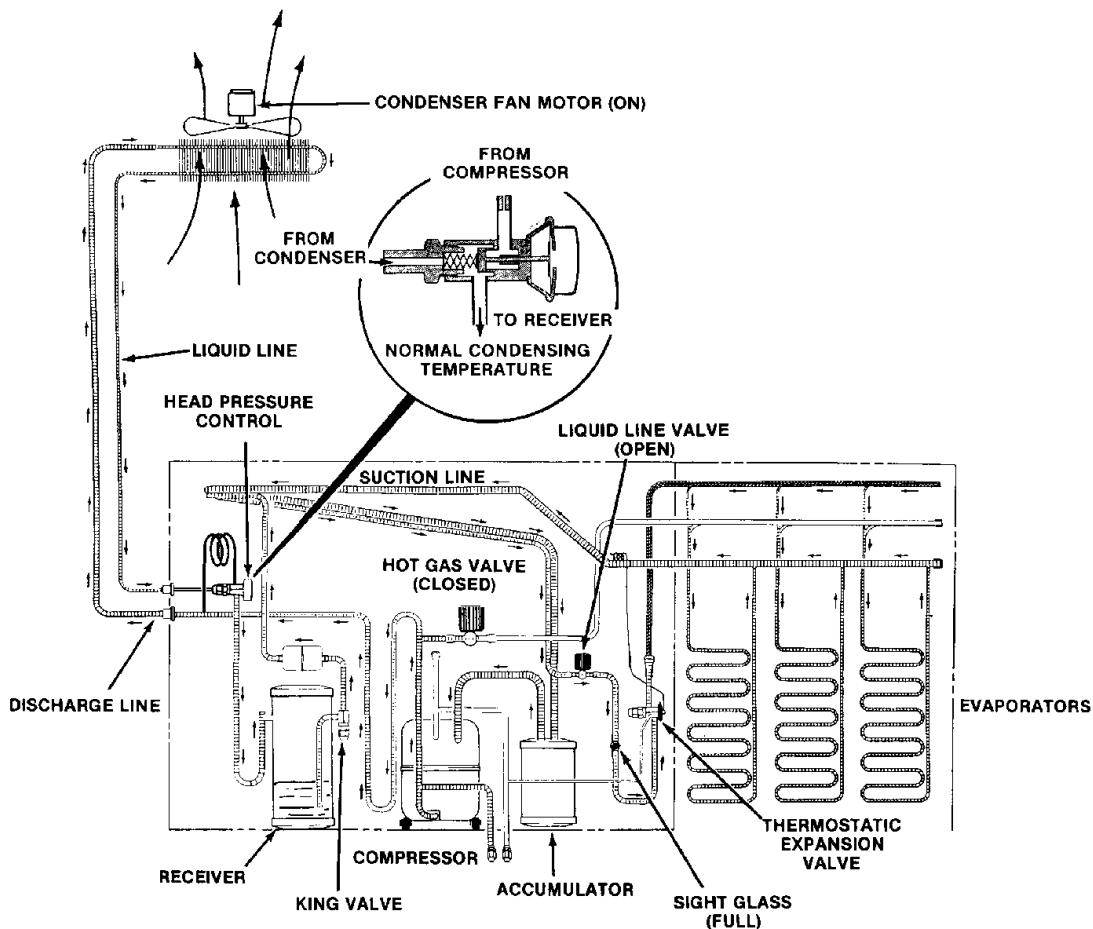 CONDENSER FAN MOTOR (ON)
FROM
COMPRESSOR
FROM
CONDENSER
TO RECEIVER
NORMAL CONDENSING
TEMPERATURE
LIQUID LINE
HEAD PRESSURE
CONTROL
LIQUID LINE VALVE
(OPEN)
SUCTION LINE
HOT GAS VALVE
(CLOSED)
DISCHARGE LINE
EVAPORATORS
THERMOSTATIC
EXPANSION
VALVE
COMPRESSOR
RECEIVER
ACCUMULATOR
KING VALVE
SIGHT GLASS
(FULL)